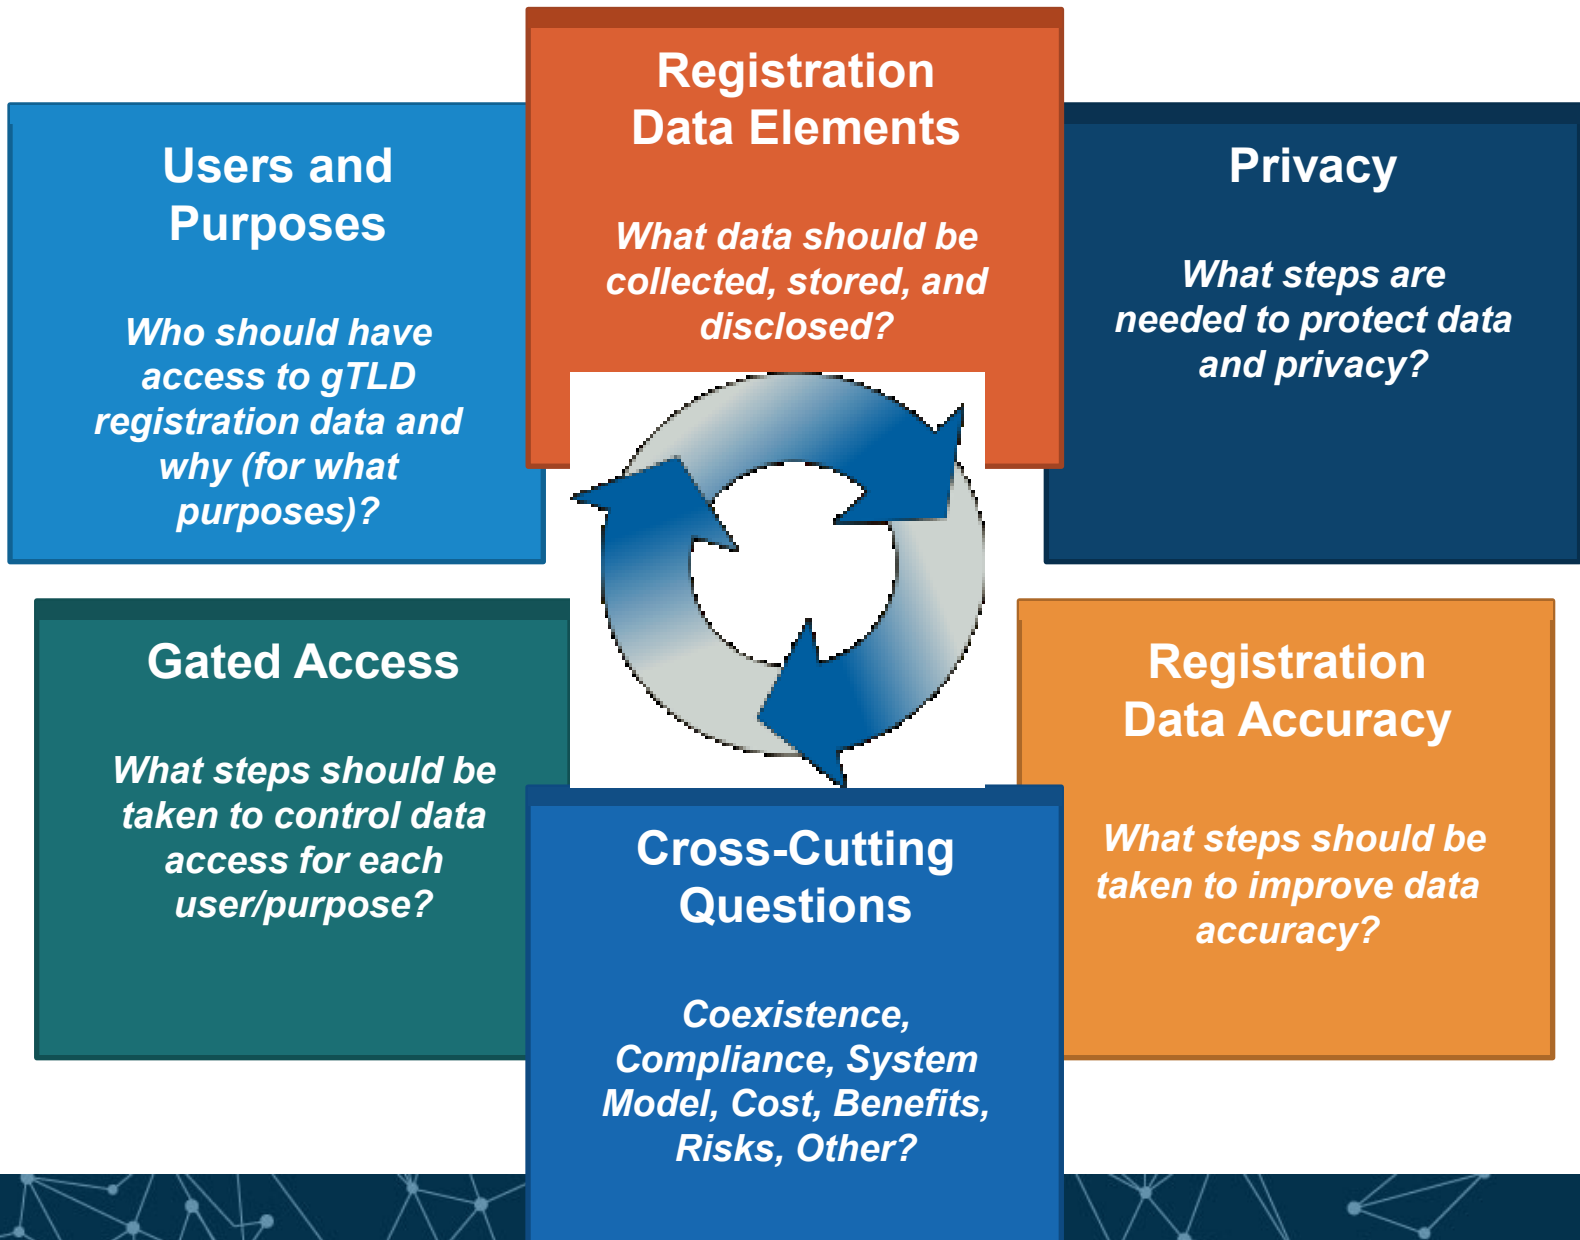 Registration
Data Elements
What data should be
collected, stored, and
disclosed?
Users and
Purposes
Who should have
access to gTLD
registration data and
why (for what
purposes)?
Privacy
What steps are
needed to protect data
and privacy?
Gated Access
What steps should be
taken to control data
access for each
user/purpose?
Registration
Data Accuracy
What steps should be
taken to improve data
accuracy?
Cross-Cutting
Questions
Coexistence,
Compliance, System
Model, Cost, Benefits,
Risks, Other?